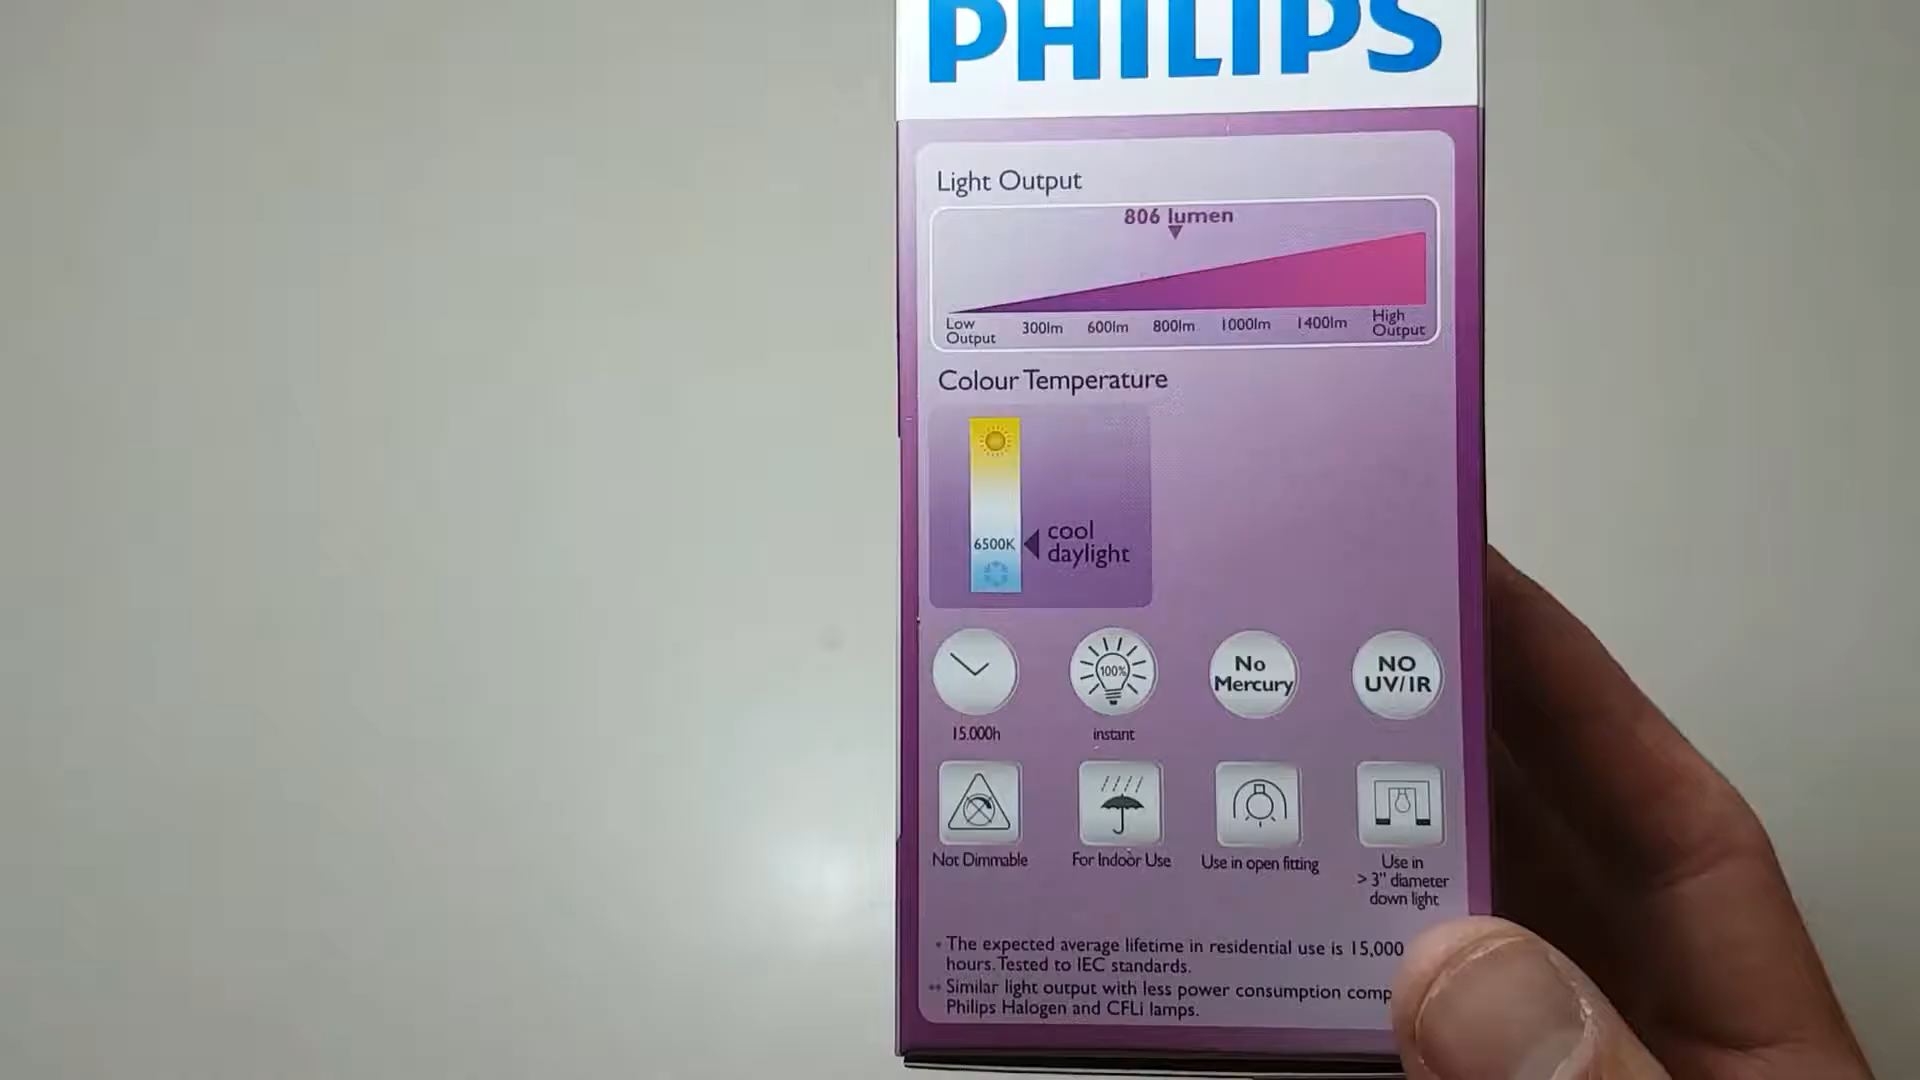 PHILIPS
Light Output
806 lumen
Low Output 300lm 600lm 800lm 1000lm 1400lm High Output
Colour Temperature
6500K cool
daylight
100% No Mercury NO UV/IR
15.000h instant
Not Dimmable For Indoor Use Use in open fitting Use in
> 3" diameter
down light
* The expected average lifetime in residential use is 15,000
hours. Tested to IEC standards.
** Similar light output with less power consumption
Philips Halogen and CFLi lamps.